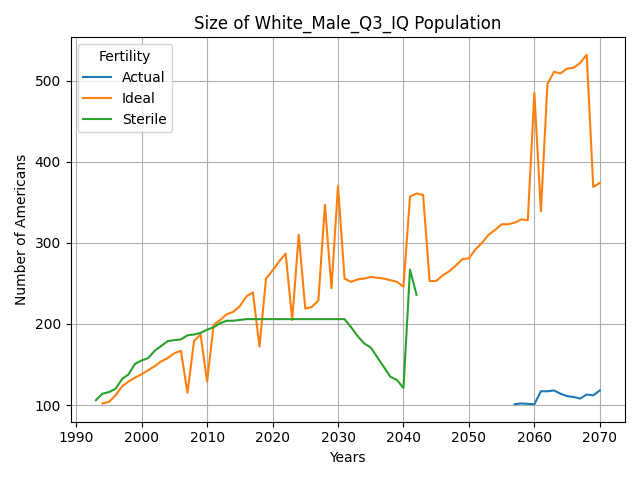 Size of White_Male_Q3_IQ Population
Fertility
Actual
Ideal
Sterile
Number of Americans
500
400
300
200
100
1990
2000
2010
2020
2030
2040
2050
2060
2070
Years